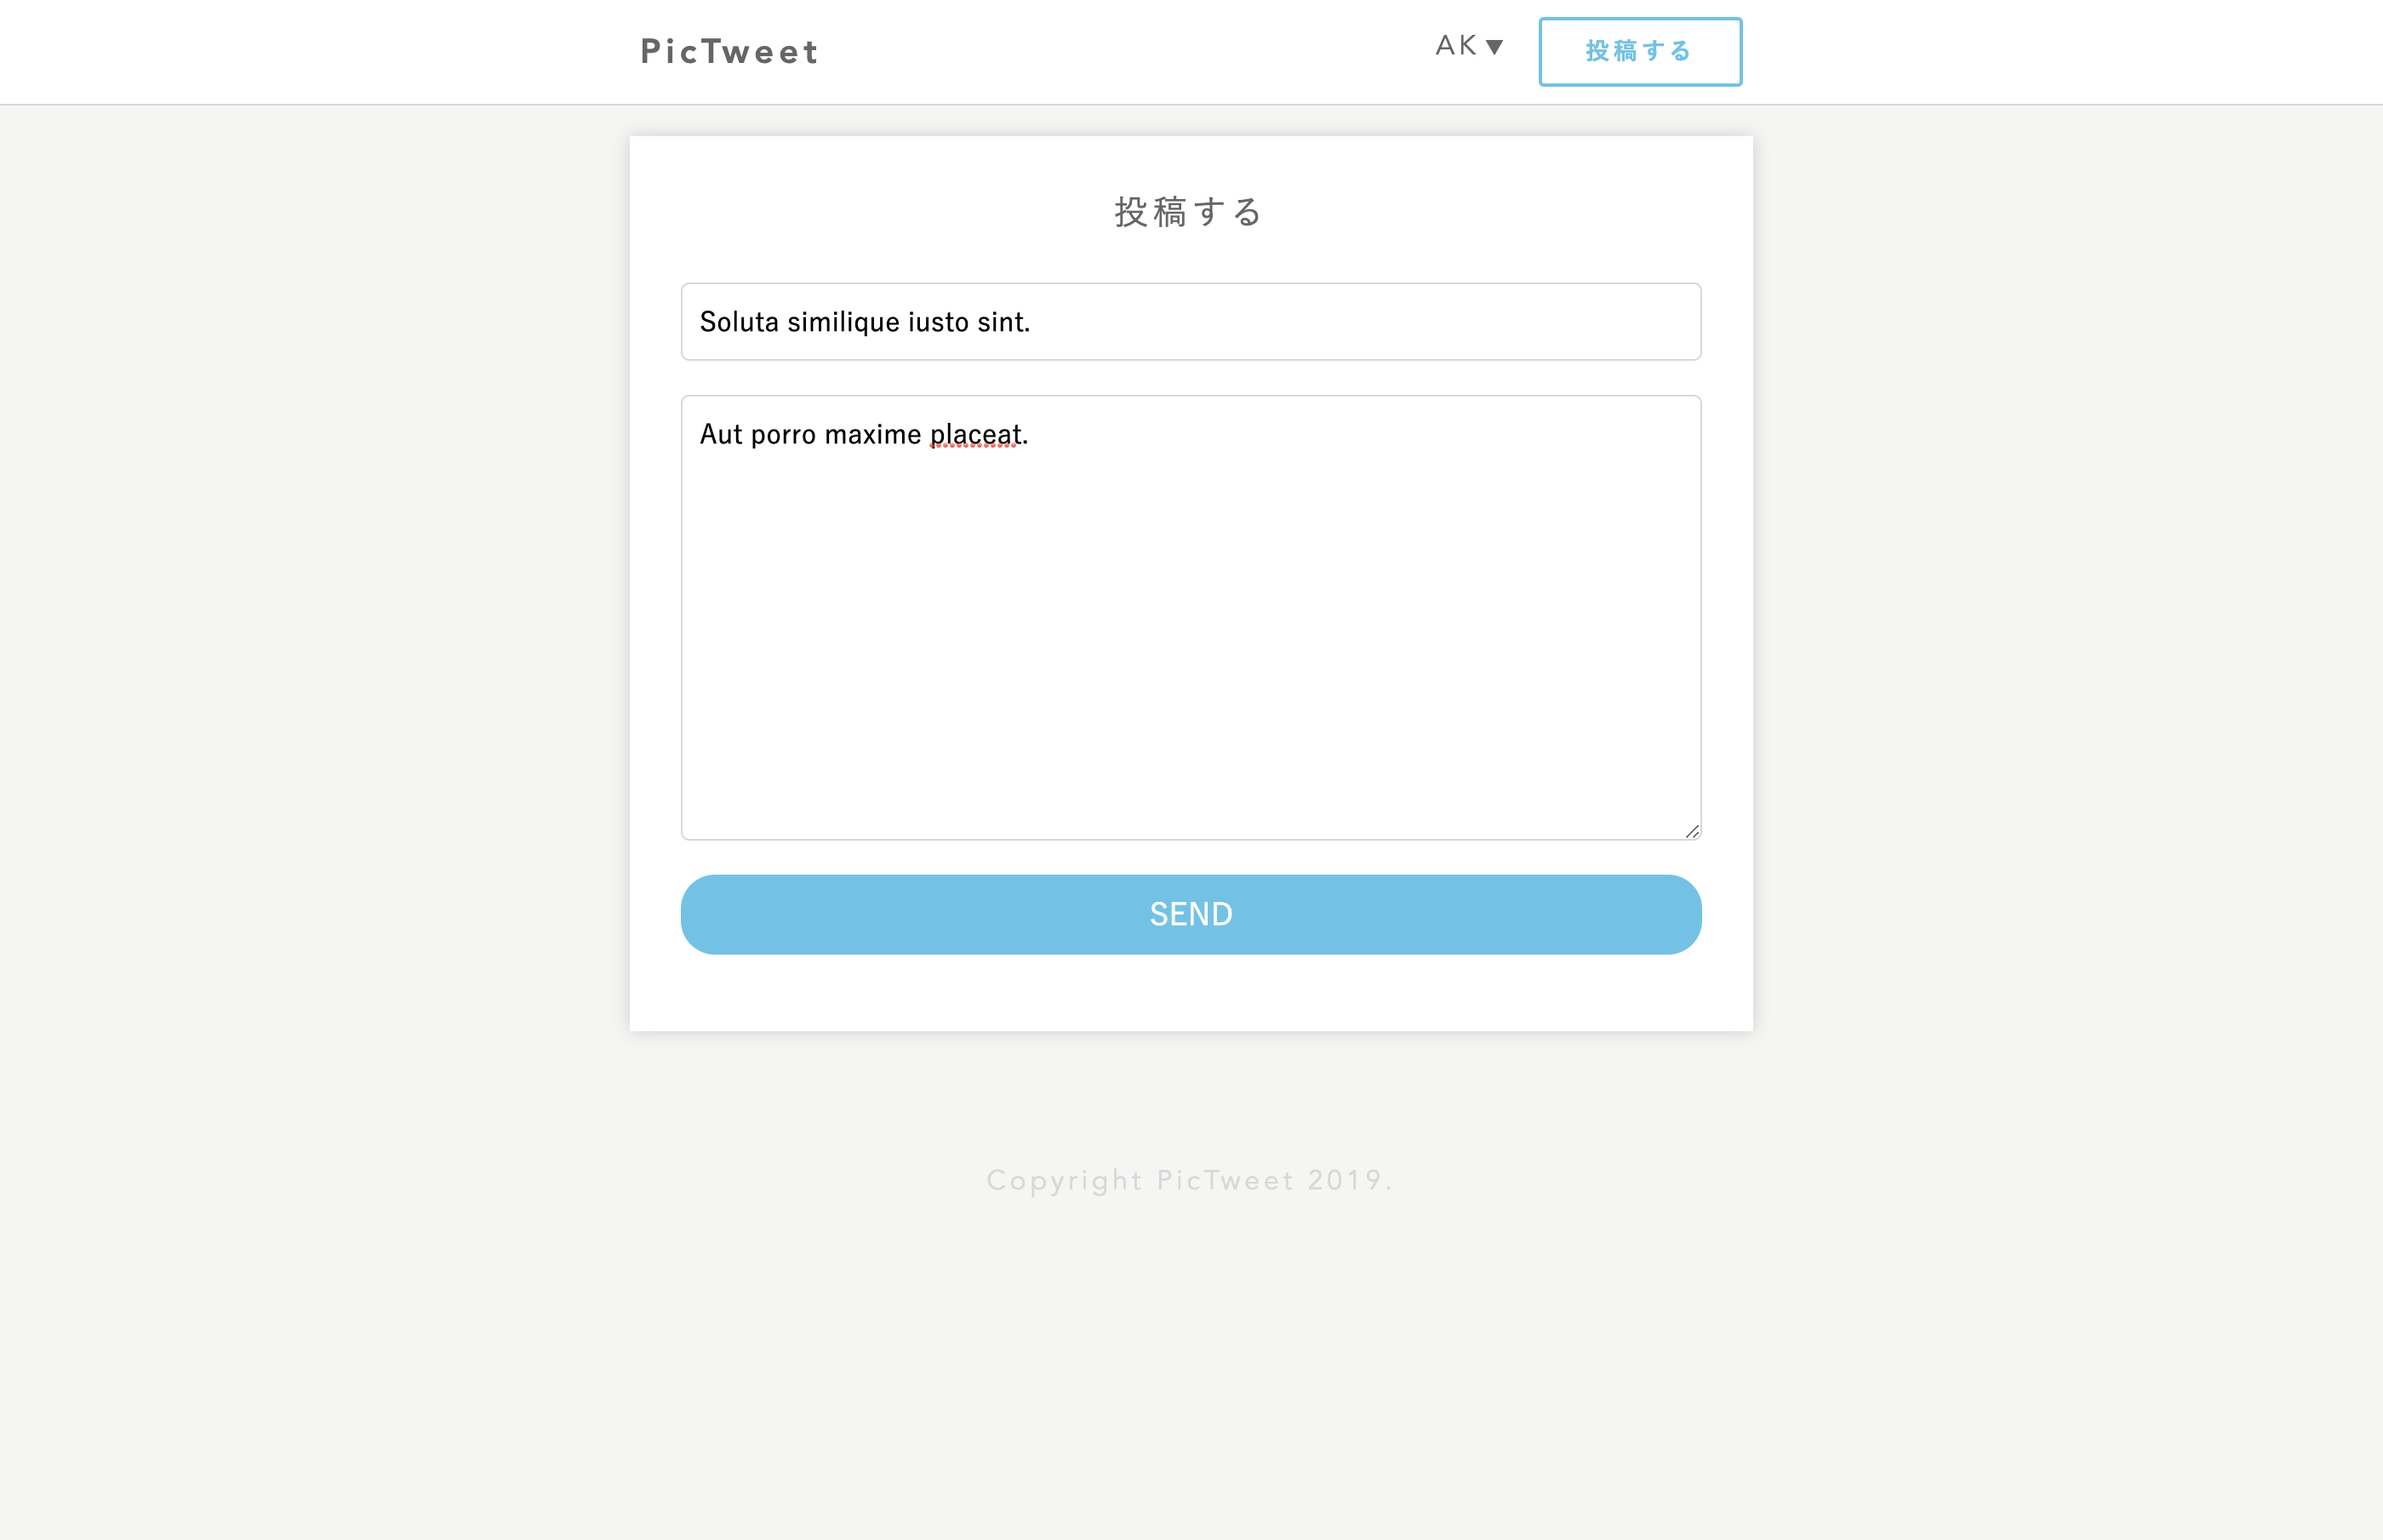 PicTweet
AK ▼
投稿する
投稿する
Soluta similique iusto sint.
Aut porro maxime placeat.
SEND
Copyright PicTweet 2019.